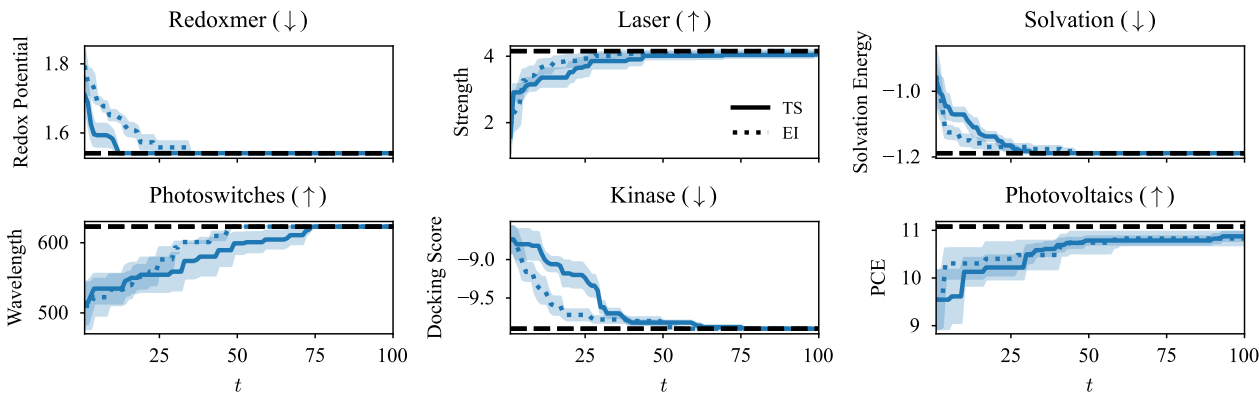 Redoxmer (↓)
Redox Potential
1.8
1.6
Laser (↑)
Strength
4
2
TS
EI
Solvation (↓)
Solvation Energy
−1.0
−1.2
Photoswitches (↑)
Wavelength
600
500
25
50
75
100
t
Kinase (↓)
Docking Score
−9.0
−9.5
25
50
75
100
t
Photovoltaics (↑)
PCE
11
10
9
25
50
75
100
t